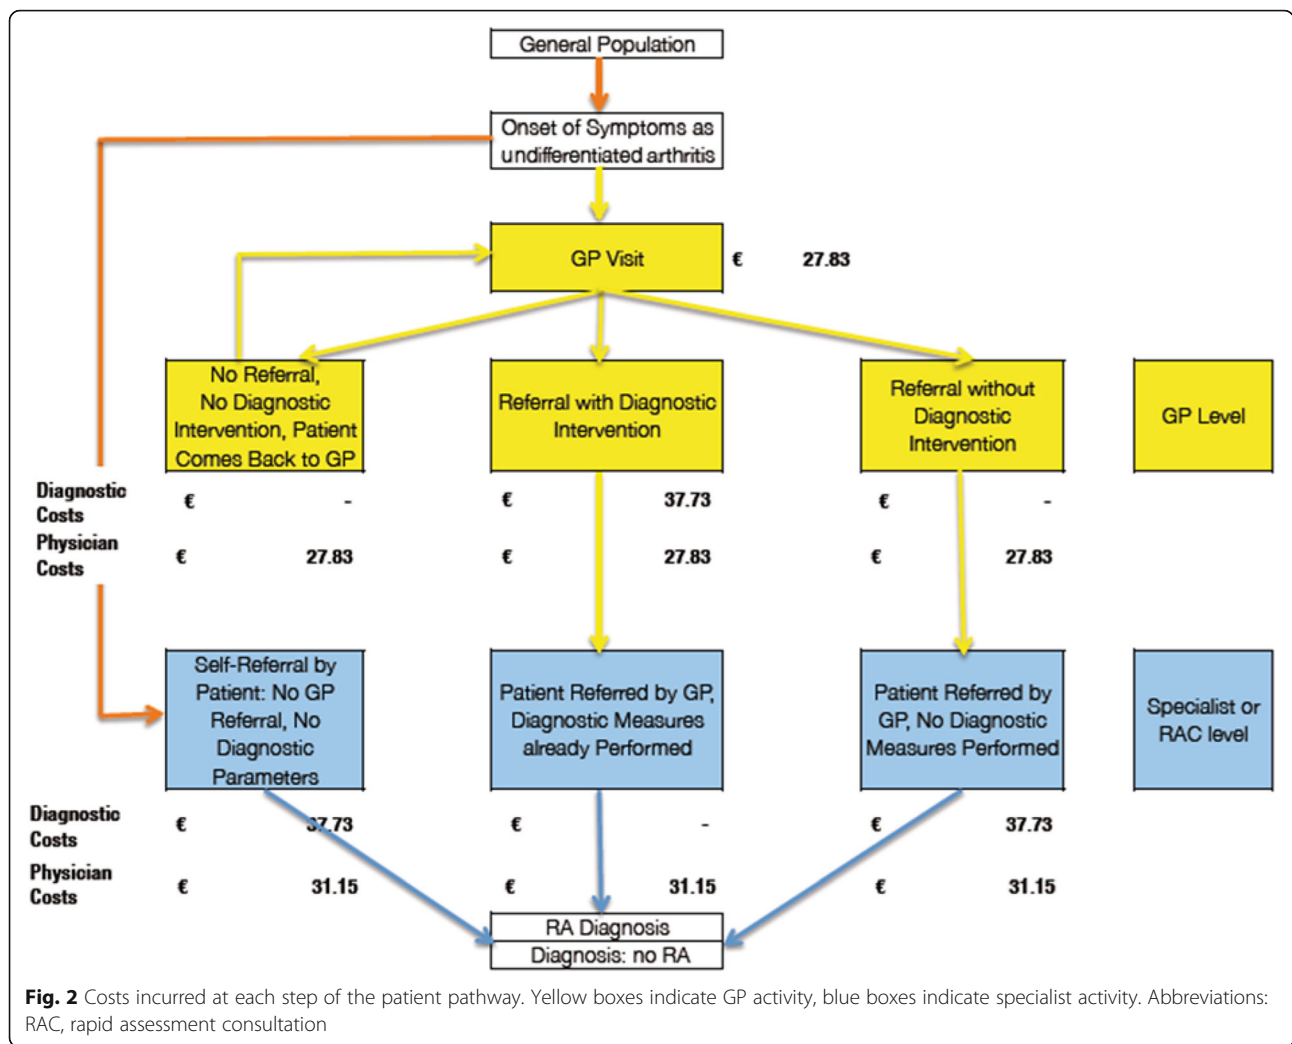 General Population
Onset of Symptoms as
undifferentiated arthritis
GP Visit
€ 27.83
No Referral,
No Diagnostic
Intervention, Patient
Comes Back to GP
Referral with Diagnostic
Intervention
Referral without
Diagnostic
Intervention
GP Level
Diagnostic
Costs
€ -
€ 37.73
€ -
Physician
Costs
€ 27.83
€ 27.83
€ 27.83
Self-Referral by
Patient: No GP
Referral, No
Diagnostic
Parameters
Patient Referred by GP,
Diagnostic Measures
already Performed
Patient Referred by
GP, No Diagnostic
Measures Performed
Specialist or
RAC level
Diagnostic
Costs
€ 37.73
€ -
€ 37.73
Physician
Costs
€ 31.15
€ 31.15
€ 31.15
RA Diagnosis
Diagnosis: no RA
Fig. 2 Costs incurred at each step of the patient pathway. Yellow boxes indicate GP activity, blue boxes indicate specialist activity. Abbreviations:
RAC, rapid assessment consultation